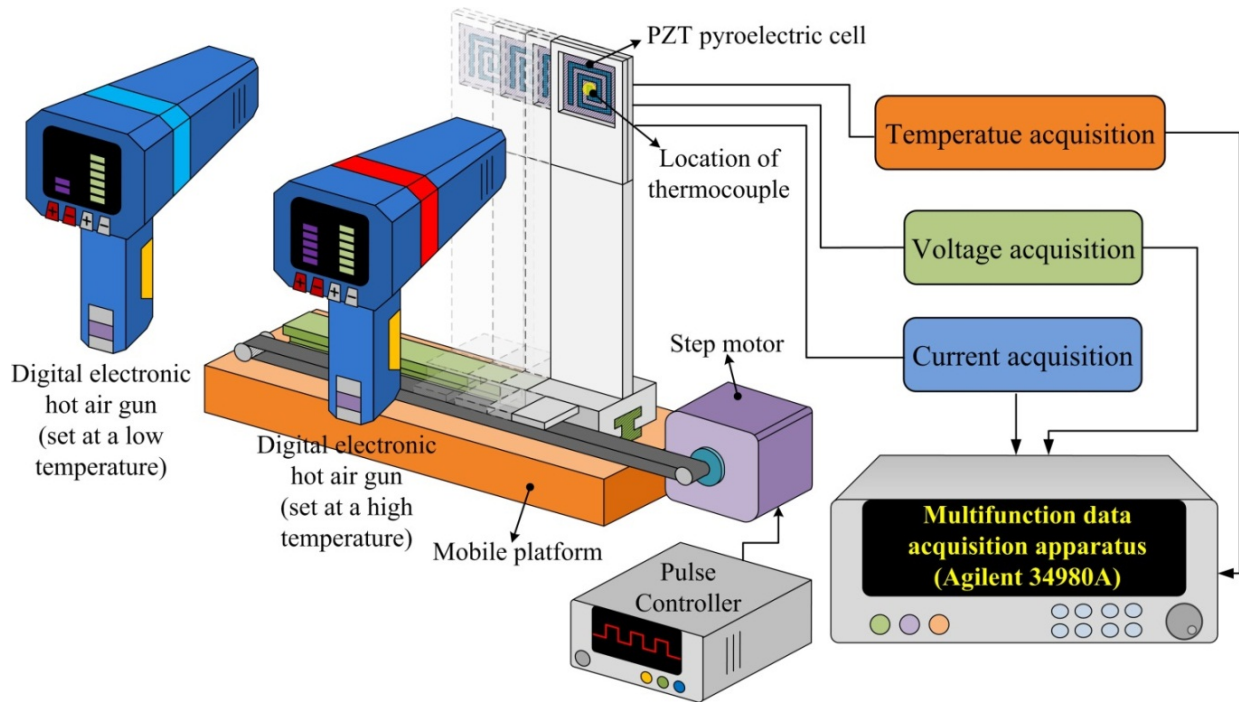 PZT pyroelectric cell
Location of
thermocouple
Temperatue acquisition
Voltage acquisition
Current acquisition
Step motor
Digital electronic
hot air gun
(set at a low
temperature)
Digital electronic
hot air gun
(set at a high
temperature)
Mobile platform
Pulse
Controller
Multifunction data
acquisition apparatus
(Agilent 34980A)
+ − + −
+ − + −